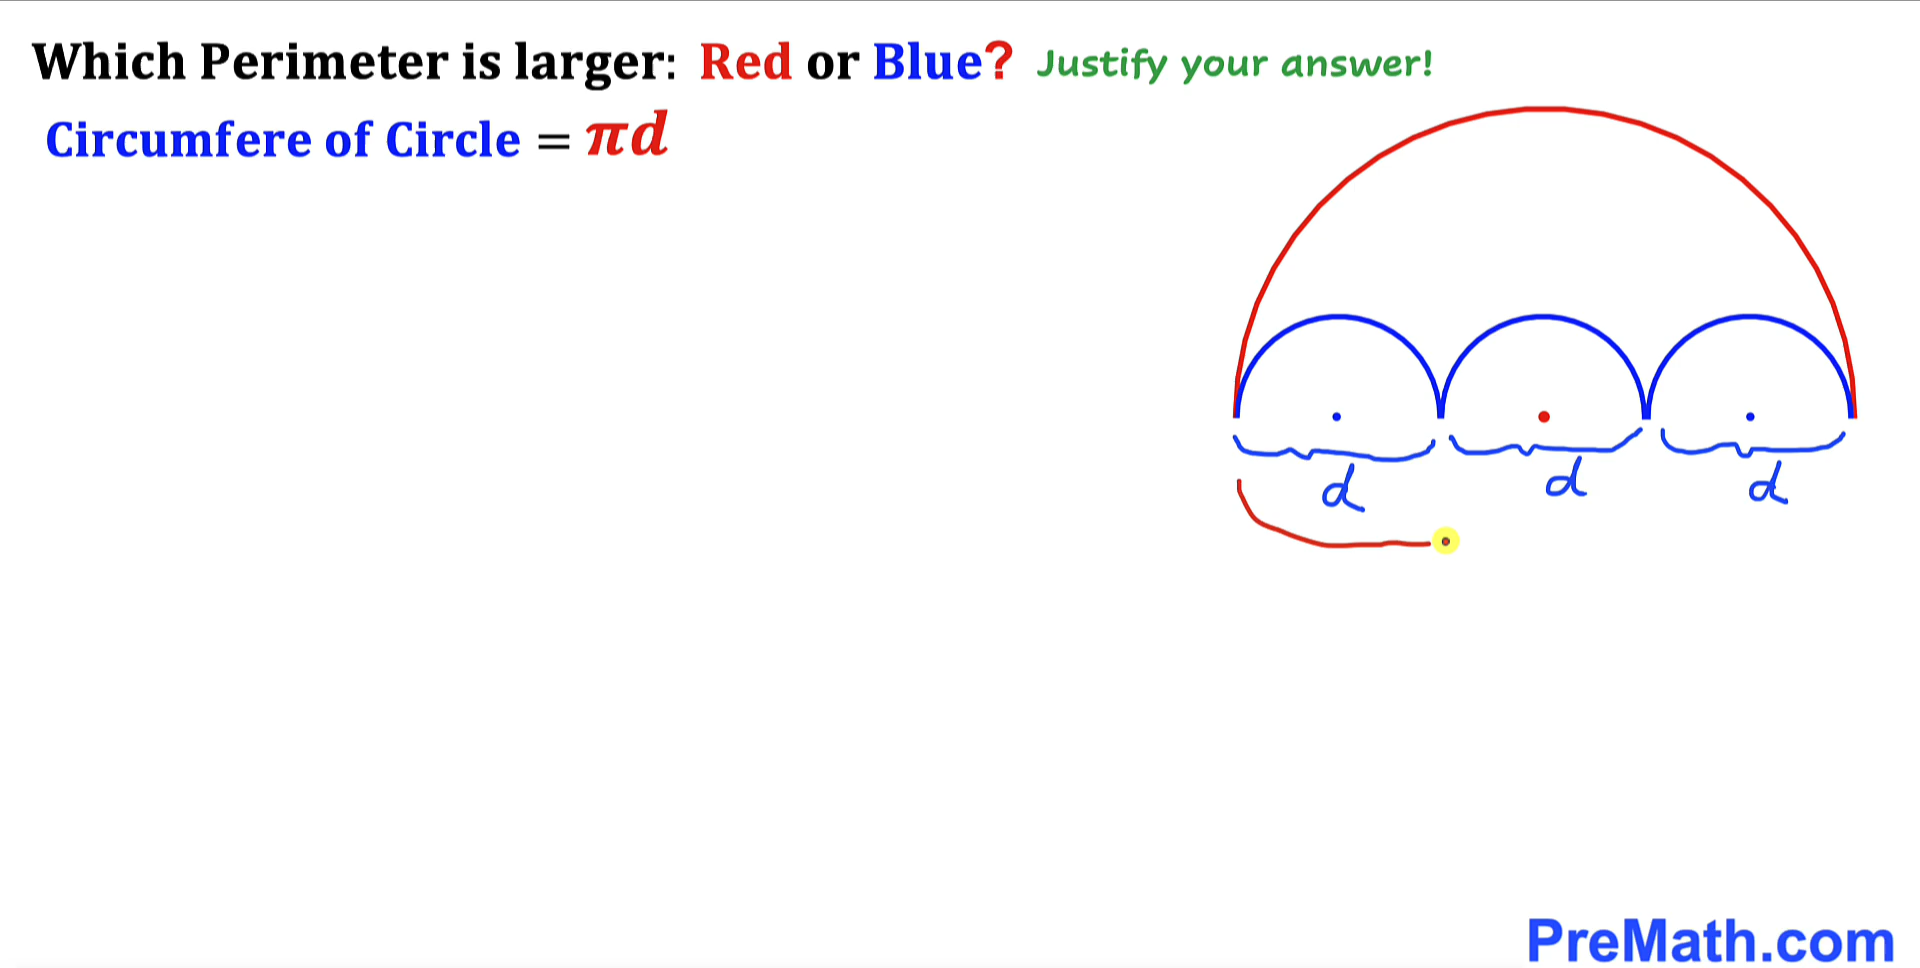 Which Perimeter is larger: Red or Blue? Justify your answer!
Circumfere of Circle = πd
d d d
PreMath.com